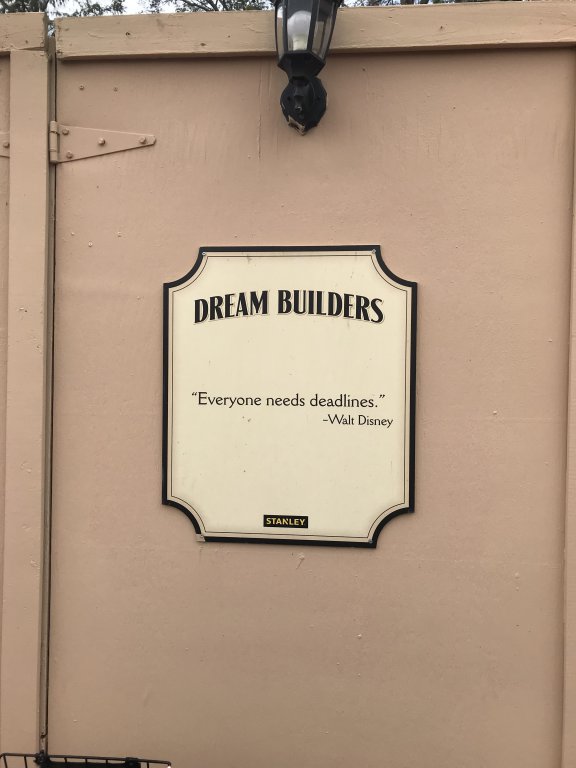 DREAM BUILDERS
“Everyone needs deadlines.”
–Walt Disney
STANLEY